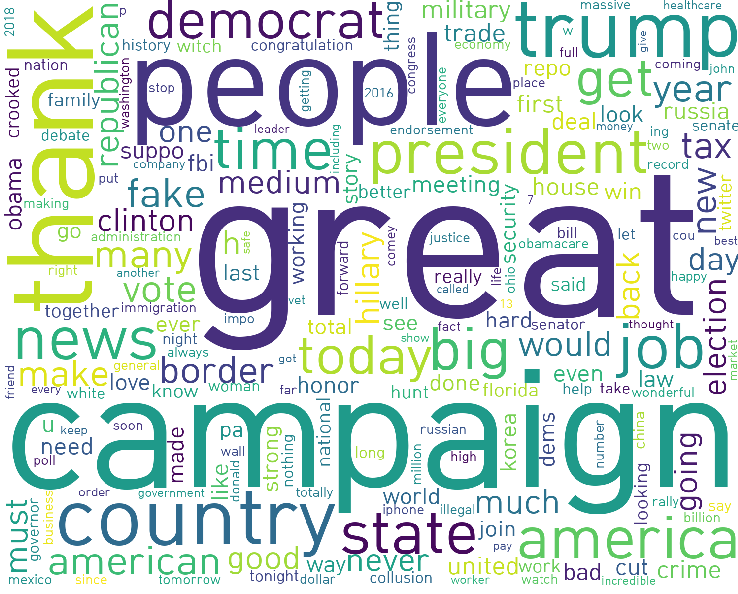 great
campaign
people
thank
trump
country
president
democrat
state
america
news
job
big
today
time
get
border
fake
many
vote
make
american
new
tax
year
would
election
back
going
hillary
clinton
republican
medium
one
never
much
good
must
military
trade
first
deal
look
russia
win
house
day
said
security
meeting
better
story
working
fbi
suppo
obama
crooked
family
witch
congratulation
history
nation
debate
2018
p
thing
congress
2016
stop
washington
put
making
company
leader
getting
including
endorsement
everyone
economy
place
repo
full
w
massive
healthcare
coming
give
john
senate
money
ing
two
record
twitter
7
bill
let
cou
best
happy
obamacare
ohio
life
called
justice
comey
forward
safe
h
last
go
administration
right
another
together
immigration
impo
vet
ever
night
always
general
love
white
every
friend
know
woman
got
far
honor
hunt
total
see
well
fact
show
really
13
hard
senator
thought
market
even
law
take
help
wonderful
done
florida
dems
korea
number
china
looking
rally
say
billion
high
russian
million
long
national
nothing
strong
donald
wall
like
pa
made
soon
keep
u
need
poll
governor
business
order
government
totally
world
iphone
illegal
join
pay
way
tonight
dollar
collusion
united
worker
work
watch
bad
incredible
cut
crime
mexico
since
tomorrow